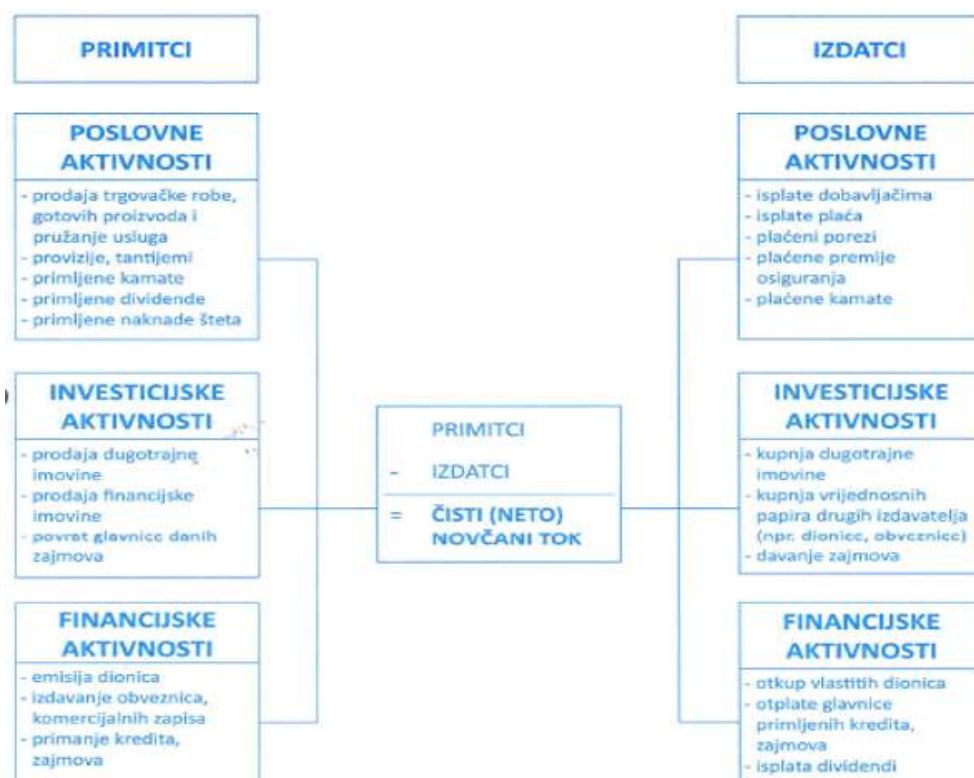 PRIMITCI
POSLOVNE
AKTIVNOSTI
- prodaja trgovačke robe,
gotovih proizvoda i
pružanje usluga
- provizije, tantijemi
- primljene kamate
- primljene dividende
- primljene naknade šteta
INVESTICIJSKE
AKTIVNOSTI
- prodaja dugotrajne
imovine
- prodaja financijske
imovine
- povrat glavnice danih
zajmova
FINANCIJSKE
AKTIVNOSTI
- emisija dionica
- izdavanje obveznica,
komercijalnih zapisa
- primanje kredita,
zajmova
PRIMITCI
- IZDATCI
= ČISTI (NETO)
NOVČANI TOK
IZDATCI
POSLOVNE
AKTIVNOSTI
- isplate dobavljačima
- isplate plaća
- plaćeni porezi
- plaćene premije
osiguranja
- plaćene kamate
INVESTICIJSKE
AKTIVNOSTI
- kupnja dugotrajne
imovine
- kupnja vrijednosnih
papira drugih izdavatelja
(npr. dionice, obveznice)
- davanje zajmova
FINANCIJSKE
AKTIVNOSTI
- otkup vlastitih dionica
- otplate glavnice
primljenih kredita,
zajmova
- isplata dividendi